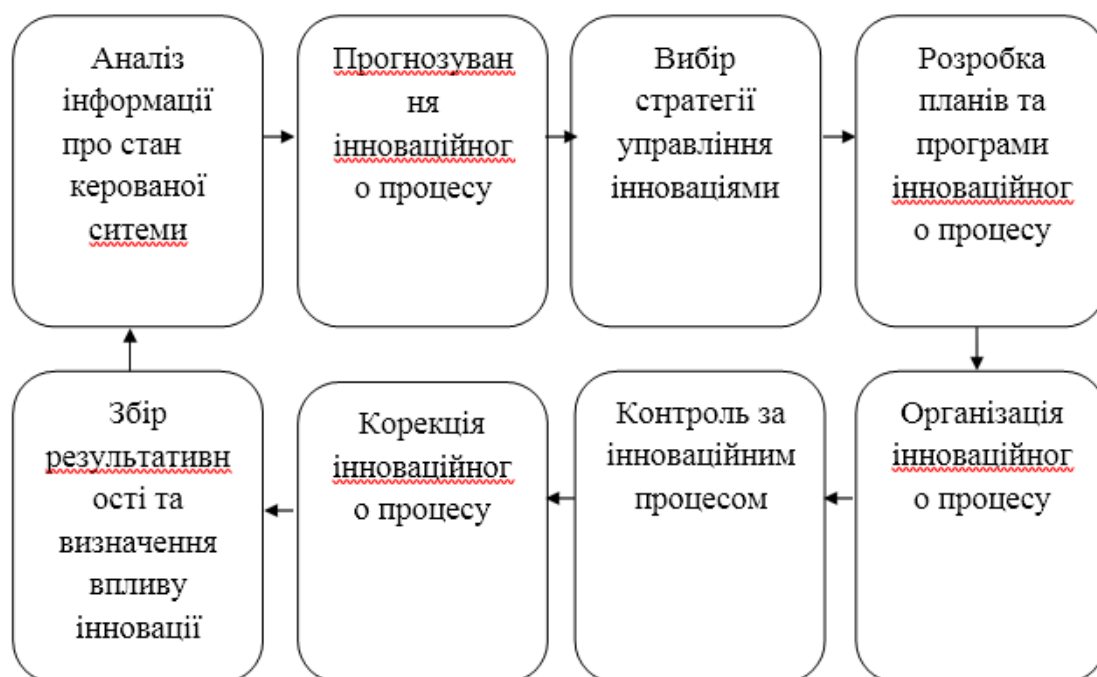 Аналіз
інформації
про стан
керованої
ситеми
Прогнозуван
ня
інноваційног
о процесу
Вибір
стратегії
управління
інноваціями
Розробка
планів та
програми
інноваційног
о процесу
Організація
інноваційног
о процесу
Контроль за
інноваційним
процесом
Корекція
інноваційног
о процесу
Збір
результативн
ості та
визначення
впливу
інновації